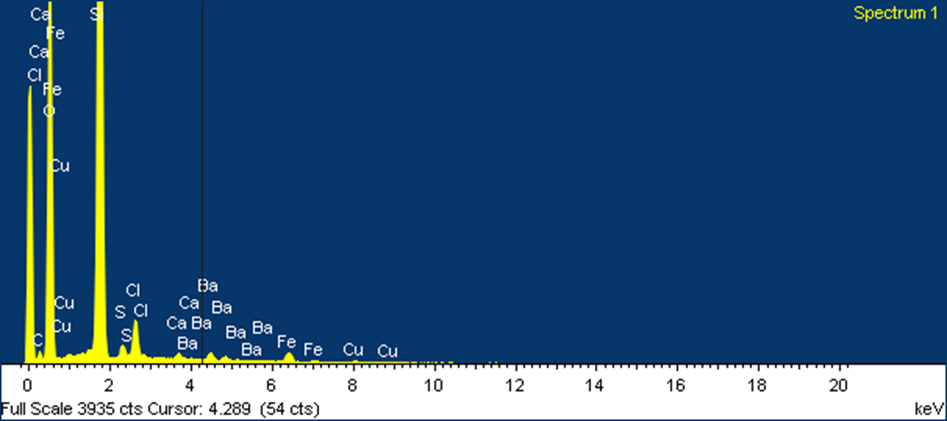 Ca Si Spectrum 1
Fe
Ca
Cl
Fe
O
Cu
Ba
Cu Cl Ca Ba
S Cl
Cu Ca Ba
Ba Ba
C S Ba Fe
Ba Fe Cu Cu
0 2 4 6 8 10 12 14 16 18 20
Full Scale 3935 cts Cursor: 4.289 (54 cts) keV